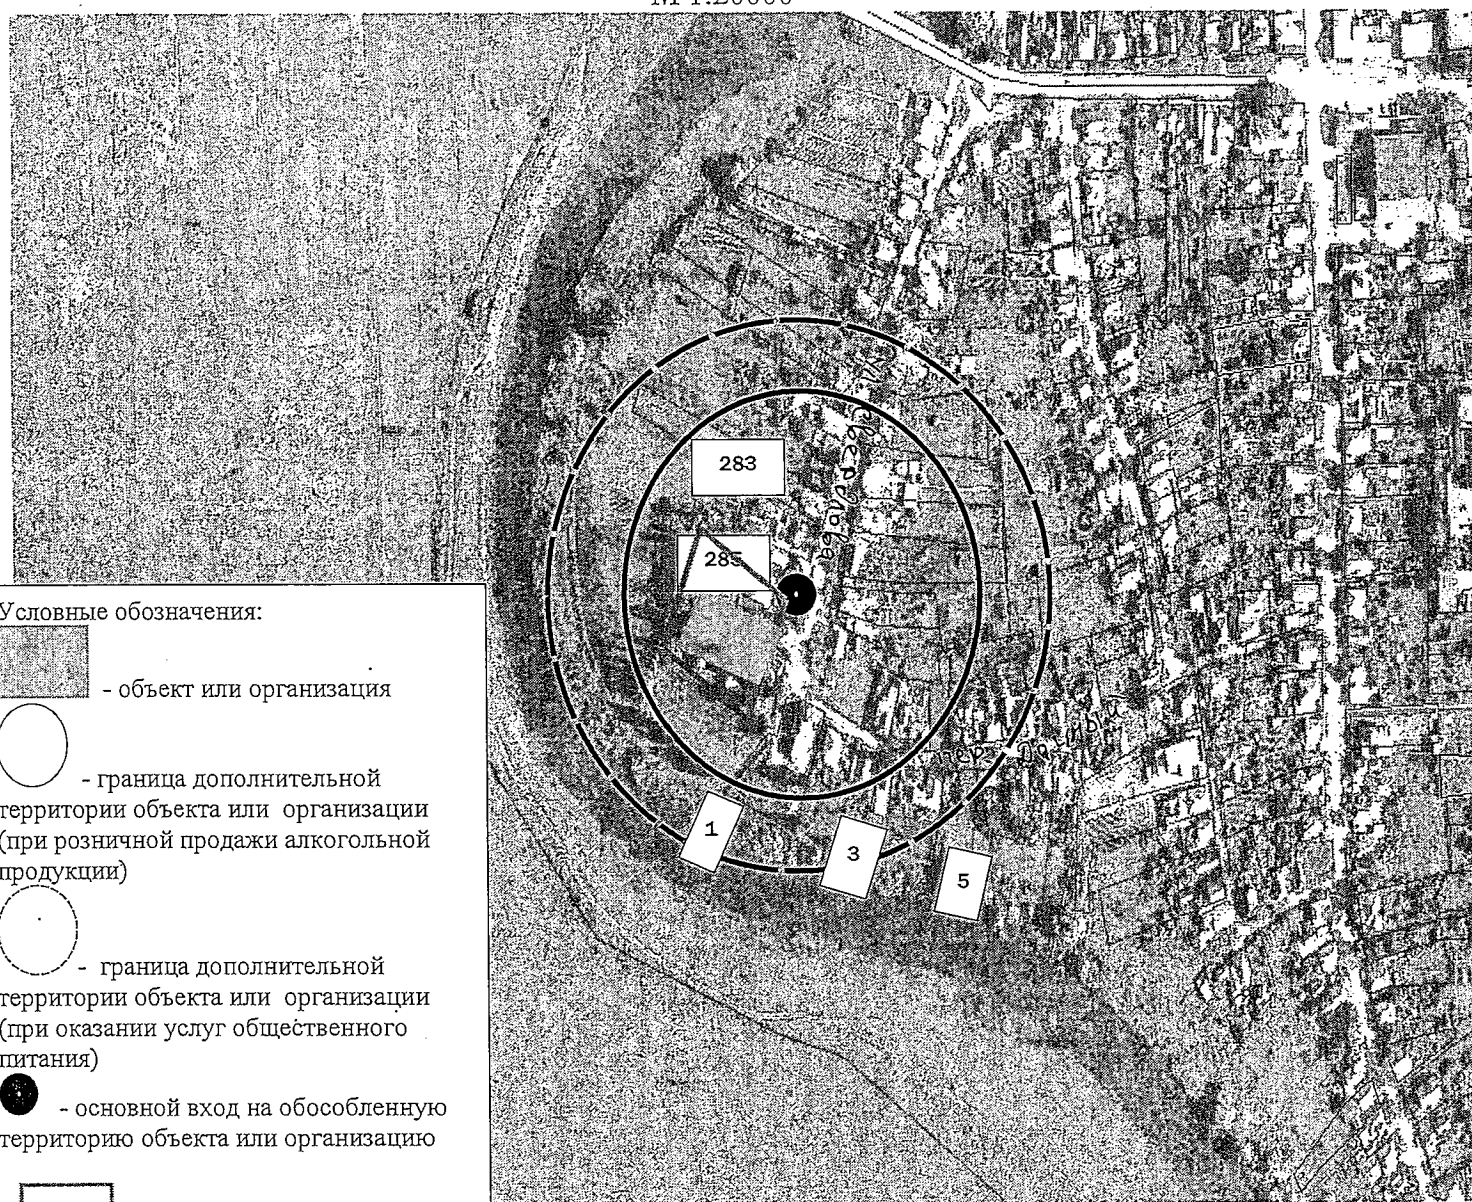 283
285
1
3
5
Условные обозначения:
- объект или организация
- граница дополнительной
территории объекта или организации
(при розничной продажи алкогольной
продукции)
- граница дополнительной
территории объекта или организации
(при оказании услуг общественного
питания)
- основной вход на обособленную
территорию объекта или организацию